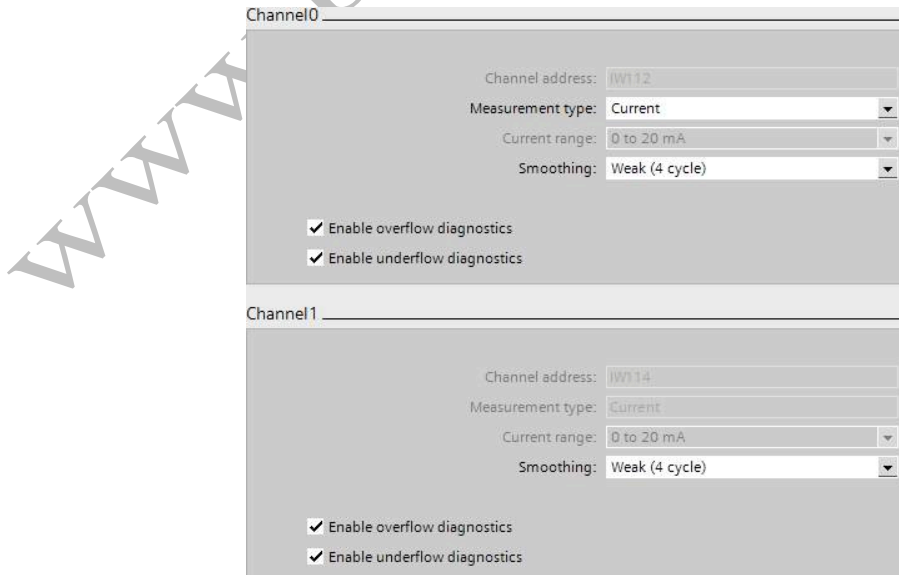 Channel0
Channel address: IW112
Measurement type: Current
Current range: 0 to 20 mA
Smoothing: Weak (4 cycle)
Enable overflow diagnostics
Enable underflow diagnostics
Channel1
Channel address: IW114
Measurement type: Current
Current range: 0 to 20 mA
Smoothing: Weak (4 cycle)
Enable overflow diagnostics
Enable underflow diagnostics
www